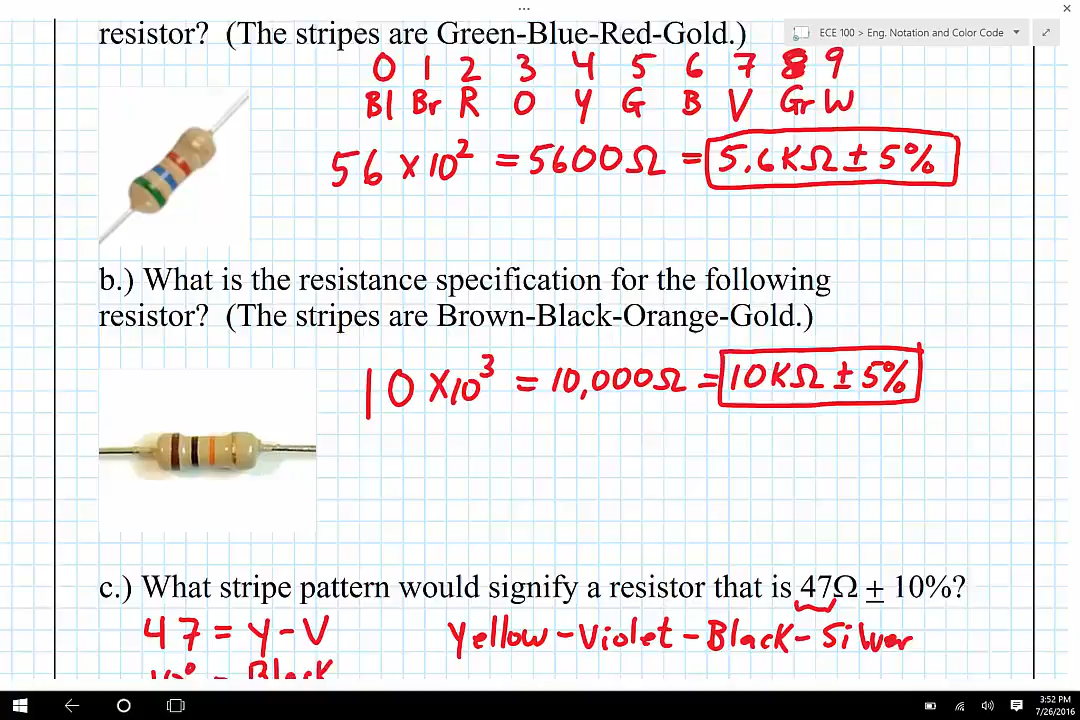 ...
ECE 100 > Eng. Notation and Color Code
resistor? (The stripes are Green-Blue-Red-Gold.)
0 1 2 3 4 5 6 7 8 9
Bl Br R O Y G B V Gr W
56 × 10² = 5600Ω = 5.6KΩ ± 5%
b.) What is the resistance specification for the following
resistor? (The stripes are Brown-Black-Orange-Gold.)
10 × 10³ = 10,000Ω = 10KΩ ± 5%
c.) What stripe pattern would signify a resistor that is 47Ω ± 10%?
47 = Y-V
Yellow-Violet-Black-Silver
10⁰ = Black
3:52 PM
7/26/2016